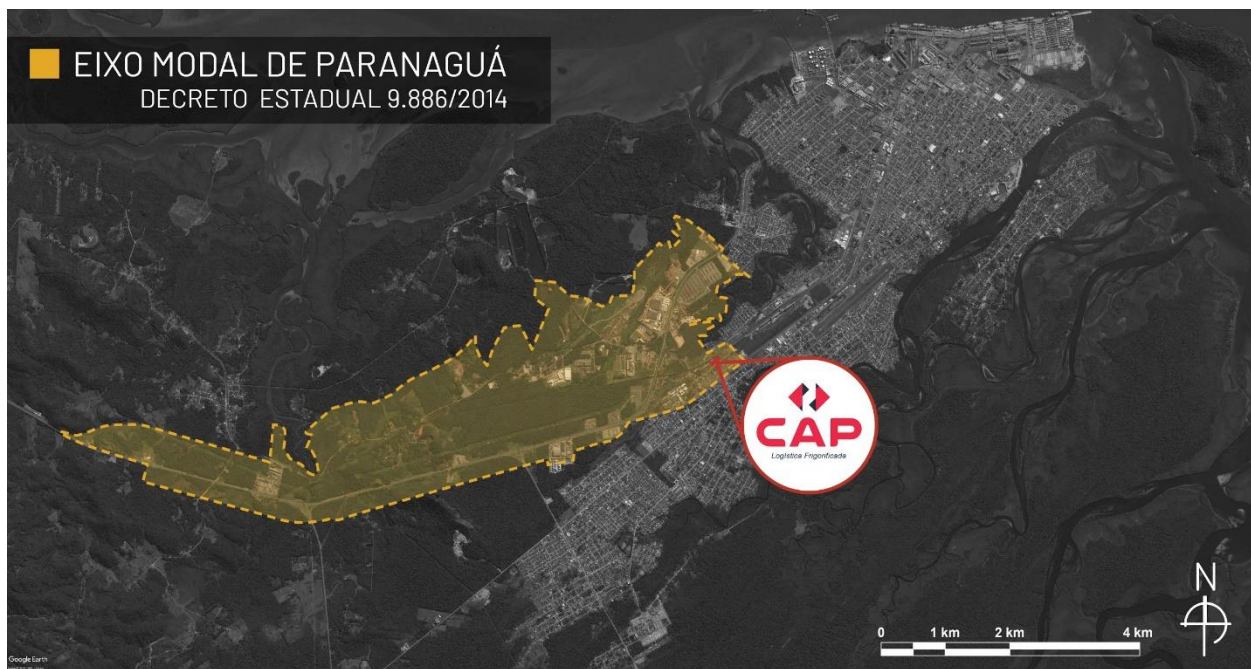 EIXO MODAL DE PARANAGUÁ
DECRETO ESTADUAL 9.886/2014
CAP
Logística Frigorificada
N
0 1 km 2 km 4 km
Google Earth